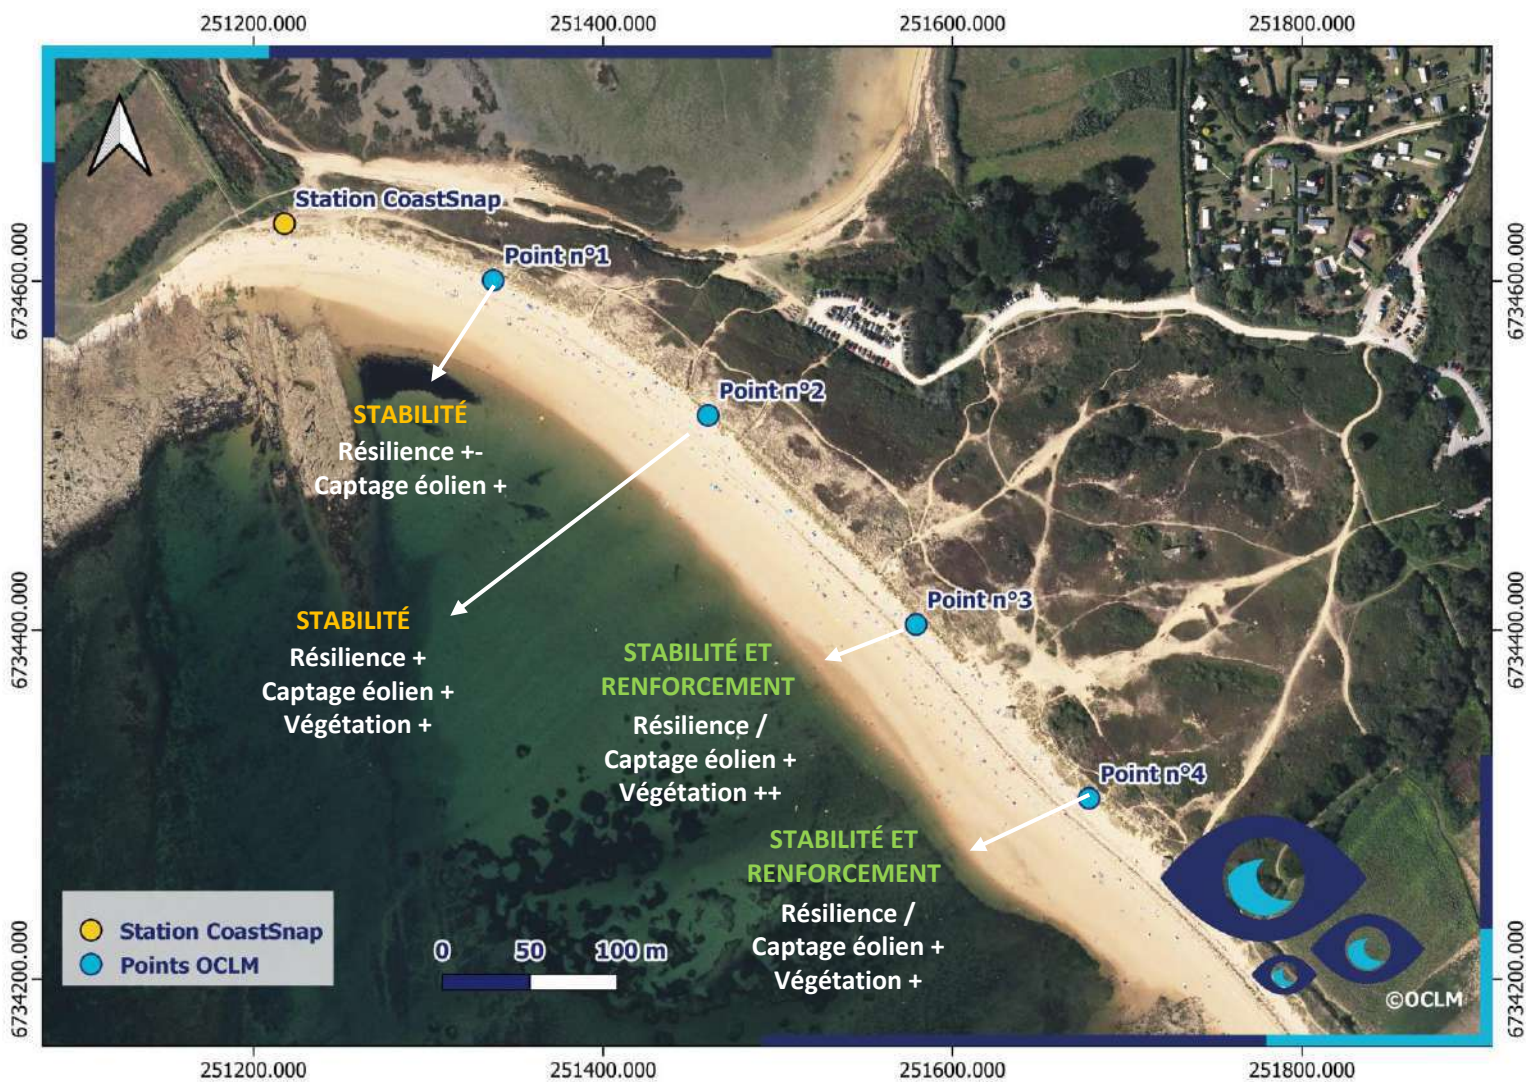 251200.000
251400.000
251600.000
251800.000
6734600.000
6734600.000
Station CoastSnap
Point n°1
Point n°2
STABILITÉ
Résilience +-
Captage éolien +
6734400.000
6734400.000
Point n°3
STABILITÉ
Résilience +
Captage éolien +
Végétation +
STABILITÉ ET
RENFORCEMENT
Résilience /
Captage éolien +
Végétation ++
Point n°4
STABILITÉ ET
RENFORCEMENT
Résilience /
Captage éolien +
Végétation +
Station CoastSnap
Points OCLM
0 50 100 m
6734200.000
6734200.000
©OCLM
251200.000
251400.000
251600.000
251800.000